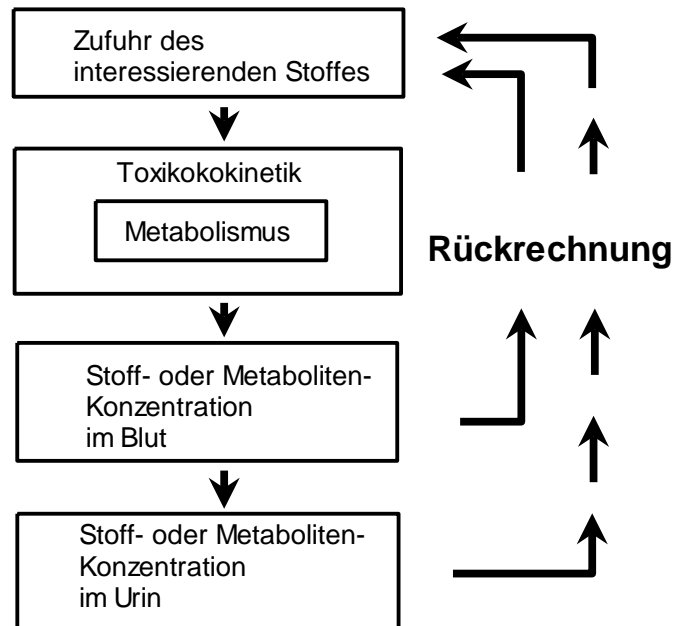 Zufuhr des
interessierenden Stoffes
Toxikokokinetik
Metabolismus
Rückrechnung
Stoff- oder Metaboliten-
Konzentration
im Blut
Stoff- oder Metaboliten-
Konzentration
im Urin